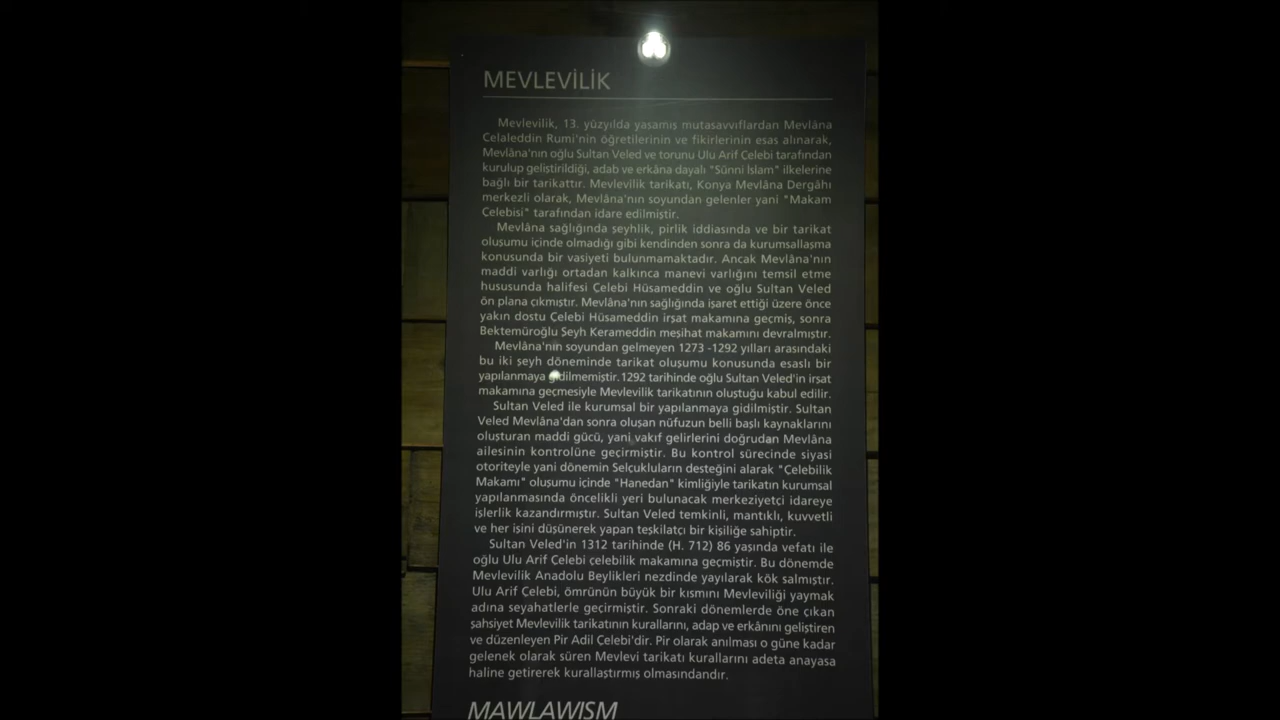 MEVLEVİLİK
Mevlevilik, 13. yüzyılda yaşamış mutasavvıflardan Mevlâna
Celaleddin Rumi'nin öğretilerinin ve fikirlerinin esas alınarak,
Mevlâna'nın oğlu Sultan Veled ve torunu Ulu Arif Çelebi tarafından
kurulup geliştirildiği, adab ve erkâna dayalı "Sünni İslam" ilkelerine
bağlı bir tarikattır. Mevlevilik tarikatı, Konya Mevlâna Dergâhı
merkezli olarak, Mevlâna'nın soyundan gelenler yani "Makam
Çelebisi" tarafından idare edilmiştir.
Mevlâna sağlığında şeyhlik, pirlik iddiasında ve bir tarikat
oluşumu içinde olmadığı gibi kendinden sonra da kurumsallaşma
konusunda bir vasiyeti bulunmamaktadır. Ancak Mevlâna'nın
maddi varlığı ortadan kalkınca manevi varlığını temsil etme
hususunda halifesi Çelebi Hüsameddin ve oğlu Sultan Veled
ön plana çıkmıştır. Mevlâna'nın sağlığında işaret ettiği üzere önce
yakın dostu Çelebi Hüsameddin irşat makamına geçmiş, sonra
Bektemüroğlu Şeyh Kerameddin meşihat makamını devralmıştır.
Mevlâna'nın soyundan gelmeyen 1273 -1292 yılları arasındaki
bu iki şeyh döneminde tarikat oluşumu konusunda esaslı bir
yapılanmaya gidilmemiştir. 1292 tarihinde oğlu Sultan Veled'in irşat
makamına geçmesiyle Mevlevilik tarikatının oluştuğu kabul edilir.
Sultan Veled ile kurumsal bir yapılanmaya gidilmiştir. Sultan
Veled Mevlâna'dan sonra oluşan nüfuzun belli başlı kaynaklarını
oluşturan maddi gücü, yani vakıf gelirlerini doğrudan Mevlâna
ailesinin kontrolüne geçirmiştir. Bu kontrol sürecinde siyasi
otoriteyle yani dönemin Selçukluların desteğini alarak "Çelebilik
Makamı" oluşumu içinde "Hanedan" kimliğiyle tarikatın kurumsal
yapılanmasında öncelikli yeri bulunacak merkeziyetçi idareye
işlerlik kazandırmıştır. Sultan Veled temkinli, mantıklı, kuvvetli
ve her işini düşünerek yapan teşkilatçı bir kişiliğe sahiptir.
Sultan Veled'in 1312 tarihinde (H. 712) 86 yaşında vefatı ile
oğlu Ulu Arif Çelebi çelebilik makamına geçmiştir. Bu dönemde
Mevlevilik Anadolu Beylikleri nezdinde yayılarak kök salmıştır.
Ulu Arif Çelebi, ömrünün büyük bir kısmını Mevleviliği yaymak
adına seyahatlerle geçirmiştir. Sonraki dönemlerde öne çıkan
şahsiyet Mevlevilik tarikatının kurallarını, adap ve erkânını geliştiren
ve düzenleyen Pir Adil Çelebi'dir. Pir olarak anılması o güne kadar
gelenek olarak süren Mevlevi tarikatı kurallarını adeta anayasa
haline getirerek kurallaştırmış olmasındandır.
MAWLAWISM